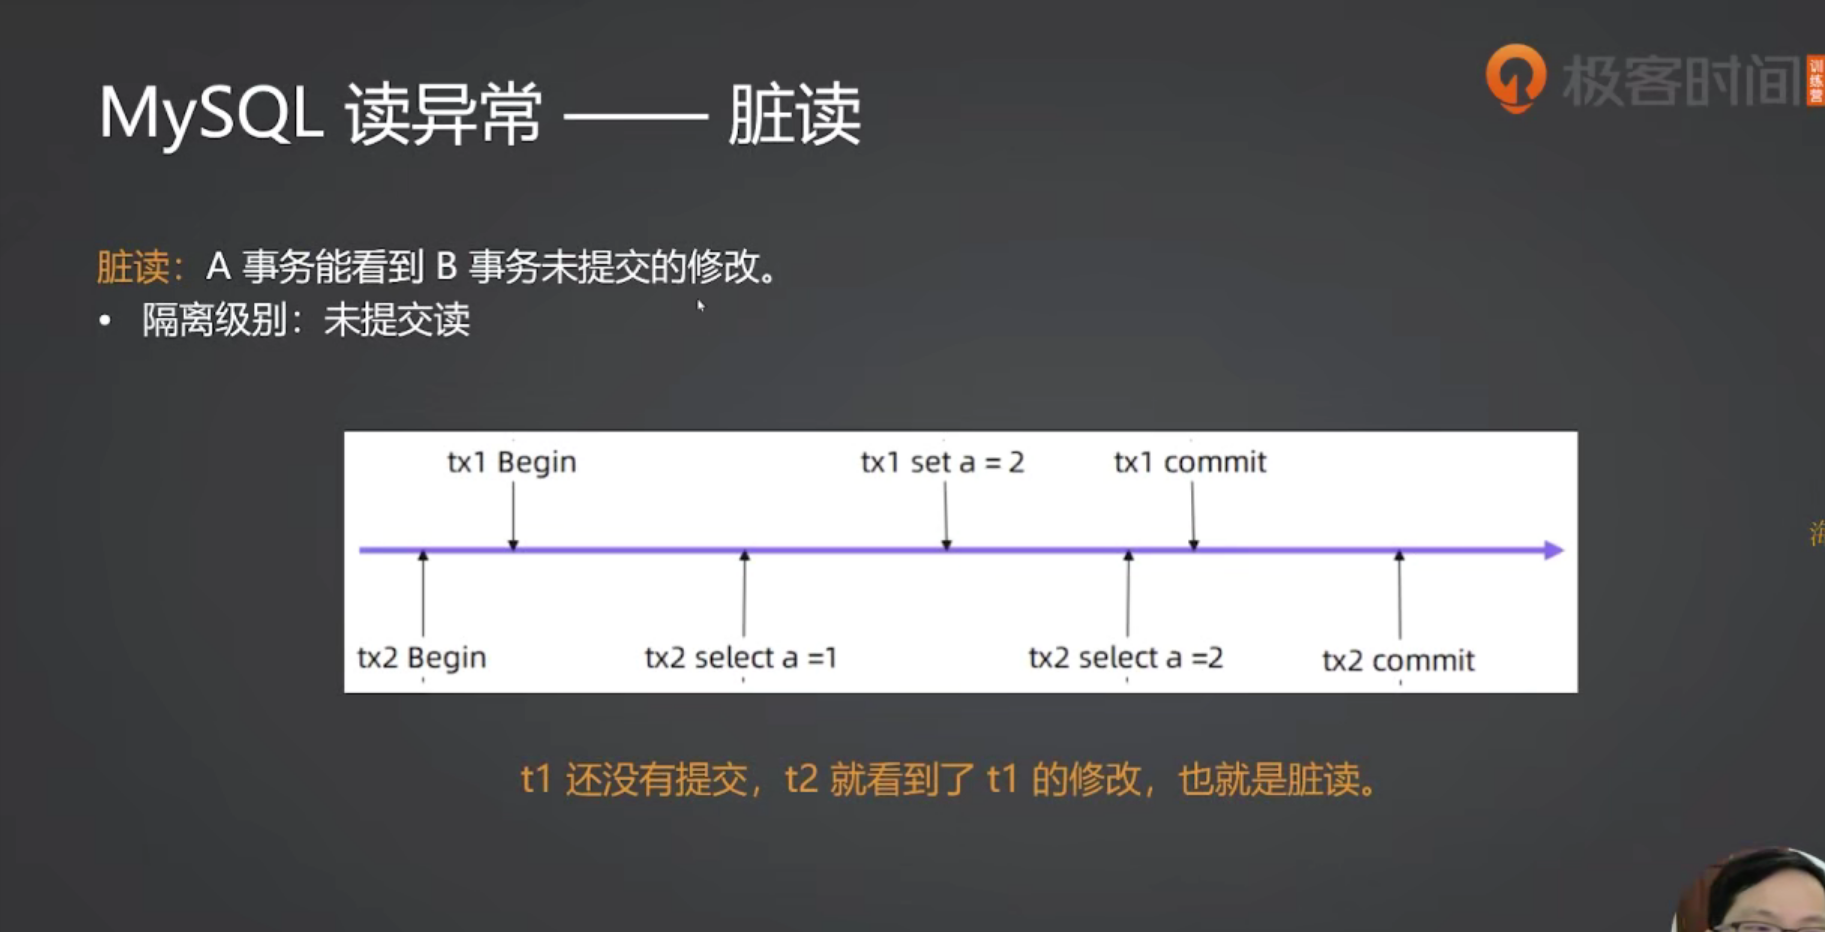 极客时间 训练营
MySQL 读异常 —— 脏读
脏读：A 事务能看到 B 事务未提交的修改。
• 隔离级别：未提交读
tx1 Begin
tx1 set a = 2
tx1 commit
tx2 Begin
tx2 select a =1
tx2 select a =2
tx2 commit
t1 还没有提交，t2 就看到了 t1 的修改，也就是脏读。